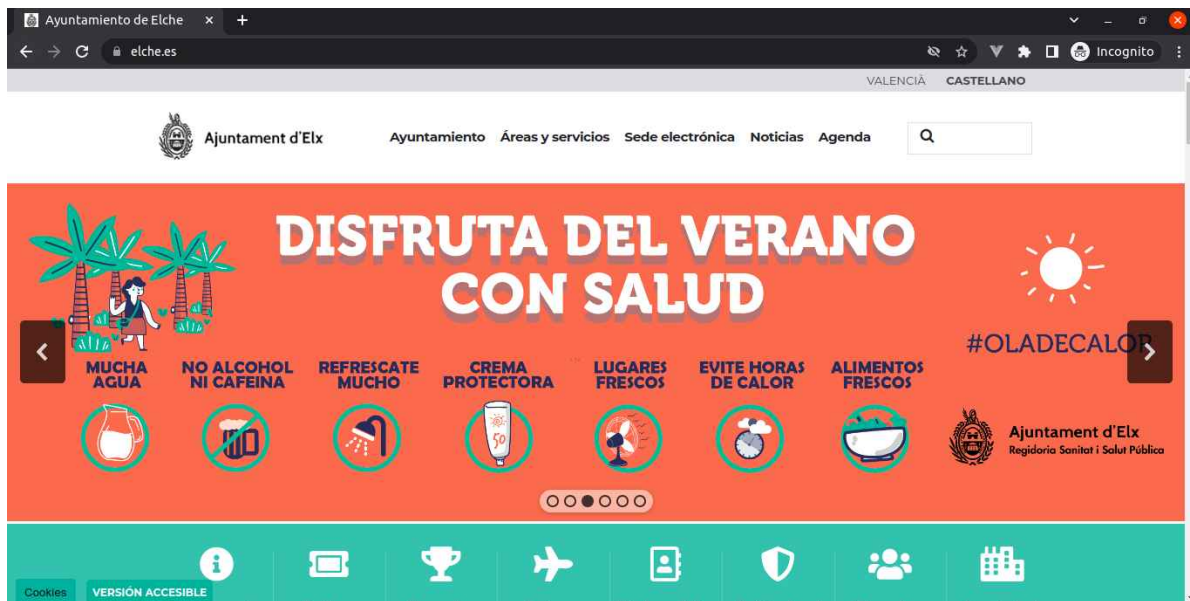 Ayuntamiento de Elche
elche.es
Incognito
VALENCIÀ CASTELLANO
Ajuntament d'Elx
Ayuntamiento Áreas y servicios Sede electrónica Noticias Agenda
DISFRUTA DEL VERANO
CON SALUD
#OLADECALOR
MUCHA
AGUA
NO ALCOHOL
NI CAFEINA
REFRESCATE
MUCHO
CREMA
PROTECTORA
LUGARES
FRESCOS
EVITE HORAS
DE CALOR
ALIMENTOS
FRESCOS
50
Ajuntament d'Elx
Regidoria Sanitat i Salut Pública
Cookies
VERSIÓN ACCESIBLE